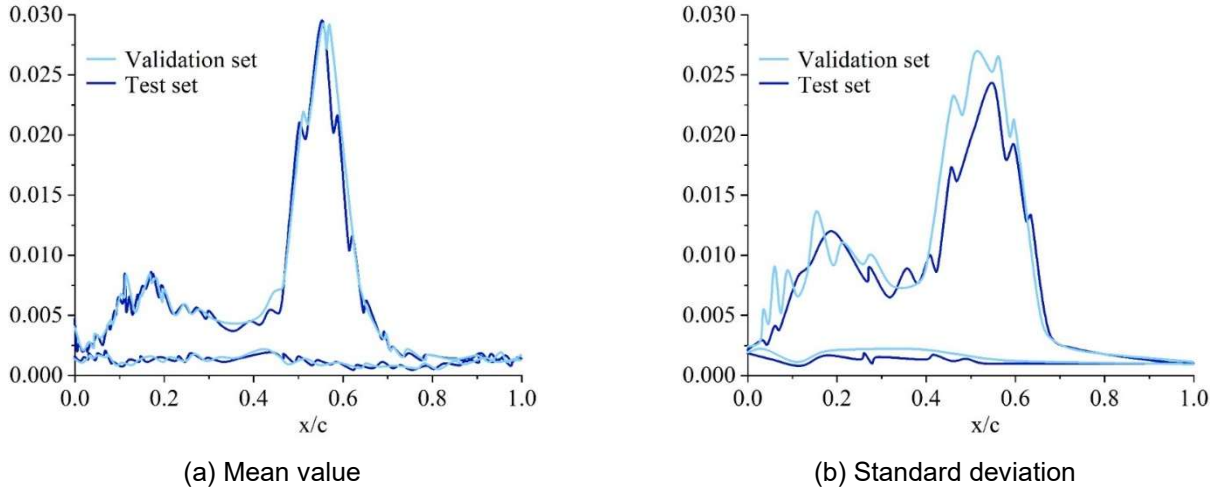 0.030
0.025
0.020
0.015
0.010
0.005
0.000
Validation set
Test set
0.0 0.2 0.4 0.6 0.8 1.0
x/c
(a) Mean value
0.030
0.025
0.020
0.015
0.010
0.005
0.000
Validation set
Test set
0.0 0.2 0.4 0.6 0.8 1.0
x/c
(b) Standard deviation